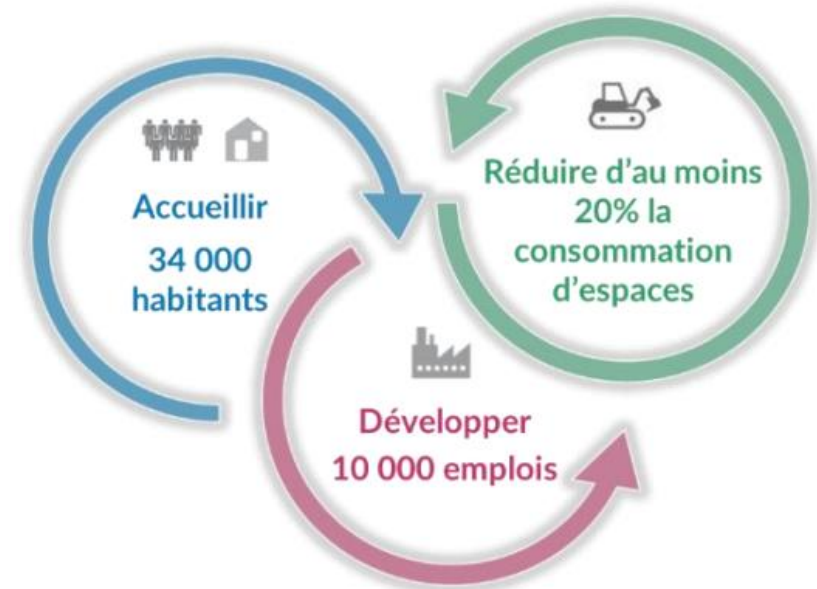 Accueillir
34 000
habitants
Réduire d’au moins
20% la
consommation
d’espaces
Développer
10 000 emplois